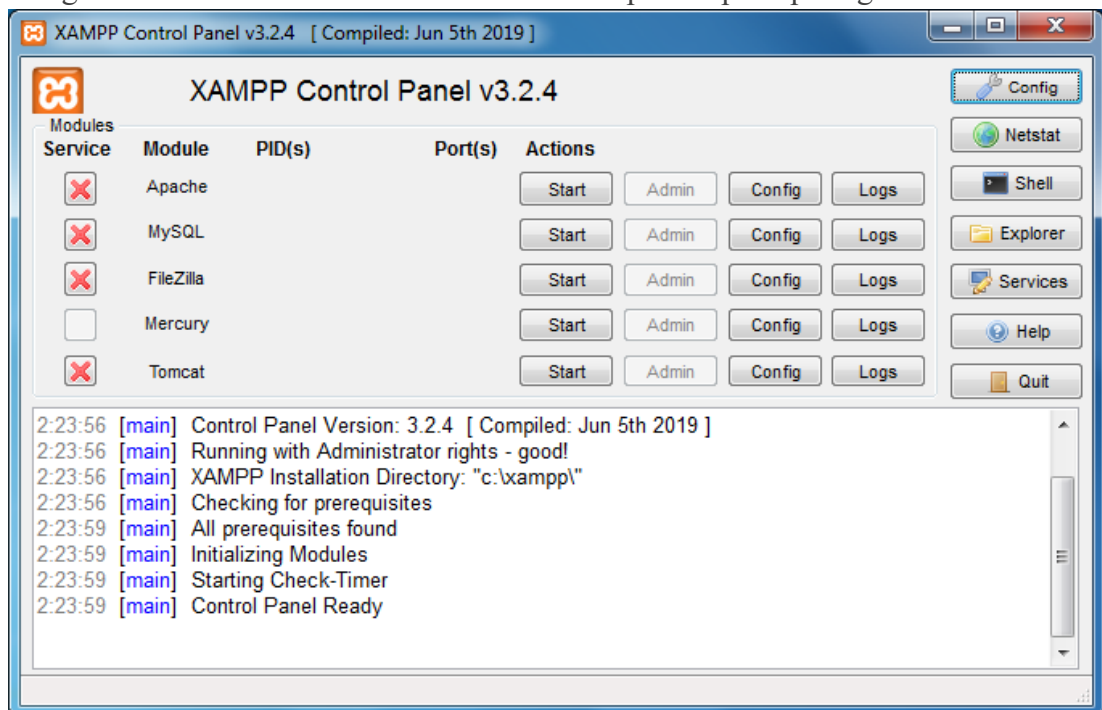 XAMPP Control Panel v3.2.4 [ Compiled: Jun 5th 2019 ]
XAMPP Control Panel v3.2.4
Config
Modules
Netstat
Service Module PID(s) Port(s) Actions
Apache Start Admin Config Logs
Shell
MySQL Start Admin Config Logs
Explorer
FileZilla Start Admin Config Logs
Services
Mercury Start Admin Config Logs
Help
Tomcat Start Admin Config Logs
Quit
2:23:56 [main] Control Panel Version: 3.2.4 [ Compiled: Jun 5th 2019 ]
2:23:56 [main] Running with Administrator rights - good!
2:23:56 [main] XAMPP Installation Directory: "c:\xampp\"
2:23:56 [main] Checking for prerequisites
2:23:59 [main] All prerequisites found
2:23:59 [main] Initializing Modules
2:23:59 [main] Starting Check-Timer
2:23:59 [main] Control Panel Ready